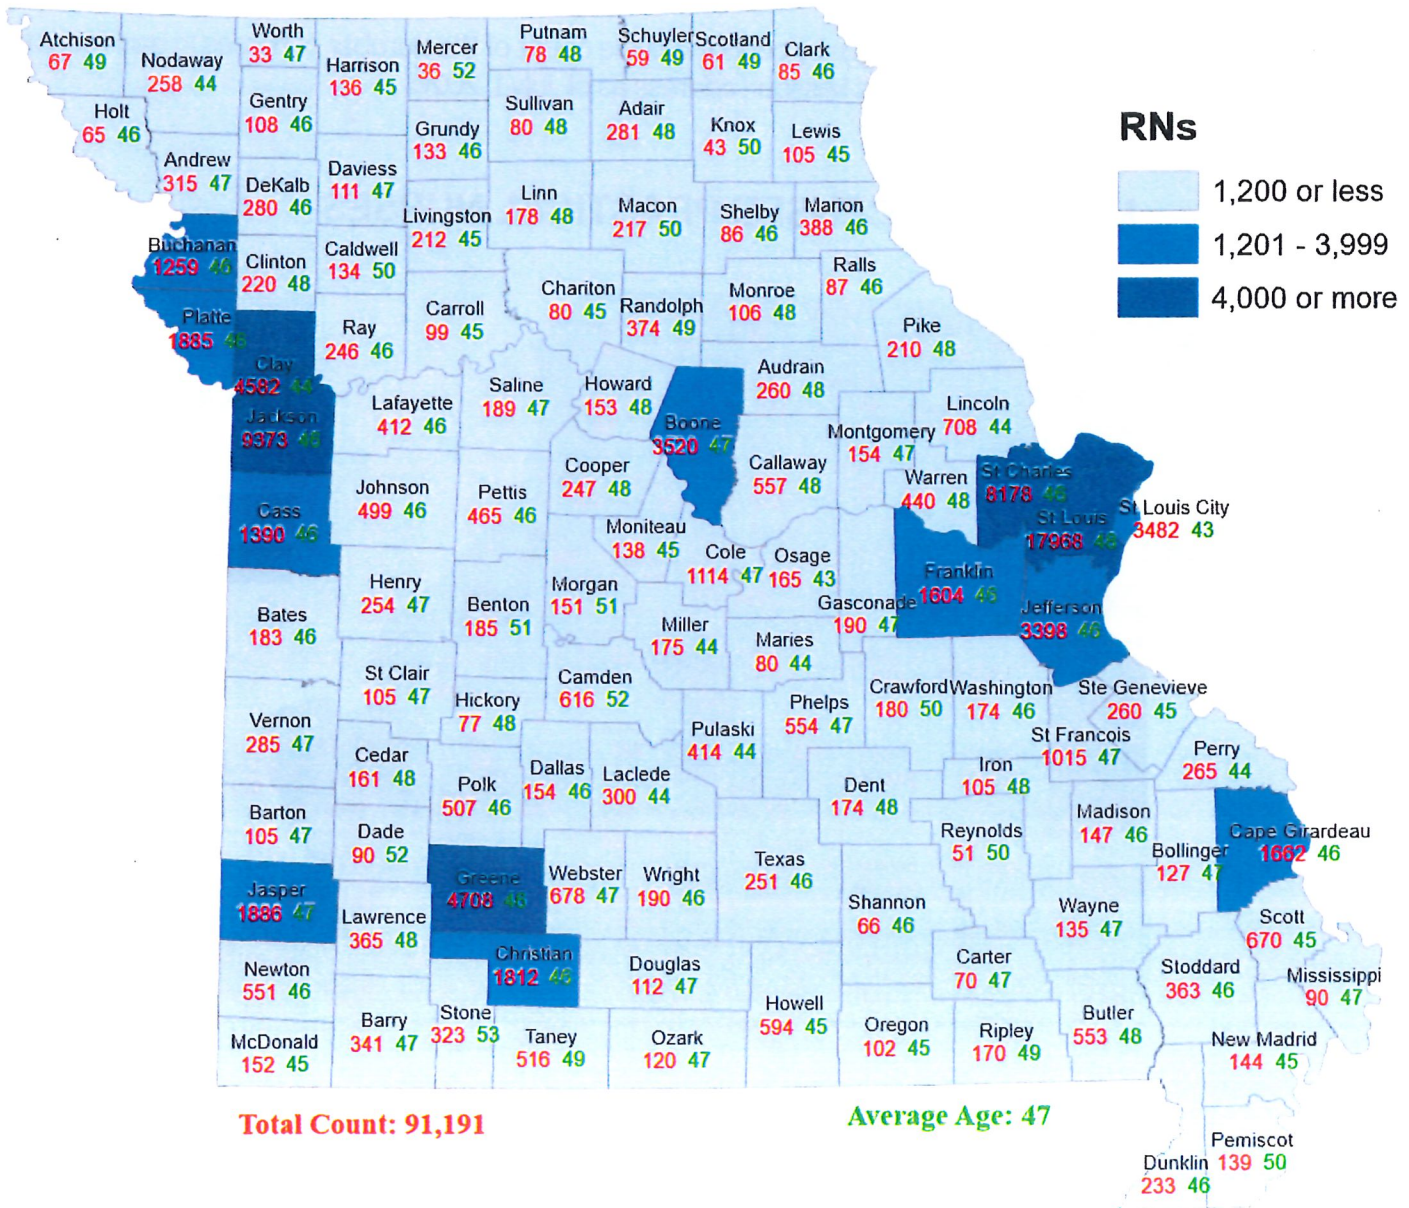 Atchison
67 49
Nodaway
258 44
Worth
33 47
Harrison
136 45
Mercer
36 52
Putnam
78 48
Schuyler
59 49
Scotland
61 49
Clark
85 46
Holt
65 46
Gentry
108 46
Grundy
133 46
Sullivan
80 48
Adair
281 48
Knox
43 50
Lewis
105 45
RNs
1,200 or less
1,201 - 3,999
4,000 or more
Andrew
315 47
DeKalb
280 46
Daviess
111 47
Livingston
212 45
Linn
178 48
Macon
217 50
Shelby
86 46
Marion
388 46
Buchanan
1259 46
Clinton
220 48
Caldwell
134 50
Ralls
87 46
Platte
1885
Clay
4582 44
Ray
246 46
Carroll
99 45
Chariton
80 45
Randolph
374 49
Monroe
106 48
Pike
210 48
Jackson
9373 46
Lafayette
412 46
Saline
189 47
Howard
153 48
Boone
3520 47
Audrain
260 48
Montgomery
154 47
Lincoln
708 44
Cass
1390 46
Johnson
499 46
Pettis
465 46
Cooper
247 48
Callaway
557 48
Warren
440 48
St Charles
8178
St Louis
17968
St Louis City
3482 43
Moniteau
138 45
Cole
1114 47
Osage
165 43
Gasconade
190 47
Franklin
1604 46
Jefferson
3398 46
Bates
183 46
Henry
254 47
Benton
185 51
Morgan
151 51
Miller
175 44
Maries
80 44
St Clair
105 47
Hickory
77 48
Camden
616 52
Pulaski
414 44
Phelps
554 47
Crawford
180 50
Washington
174 46
Ste Genevieve
260 45
St Francois
1015 47
Perry
265 44
Vernon
285 47
Cedar
161 48
Polk
507 46
Dallas
154 46
Laclede
300 44
Dent
174 48
Iron
105 48
Madison
147 46
Cape Girardeau
1662 46
Bollinger
127 47
Barton
105 47
Dade
90 52
Greene
4708 46
Webster
678 47
Wright
190 46
Texas
251 46
Reynolds
51 50
Jasper
1886 47
Lawrence
365 48
Christian
1812 46
Douglas
112 47
Shannon
66 46
Wayne
135 47
Scott
670 45
Carter
70 47
Stoddard
363 46
Mississippi
90 47
Newton
551 46
Barry
341 47
Stone
323 53
Taney
516 49
Ozark
120 47
Howell
594 45
Oregon
102 45
Ripley
170 49
Butler
553 48
New Madrid
144 45
McDonald
152 45
Total Count: 91,191
Average Age: 47
Pemiscot
139 50
Dunklin
233 46